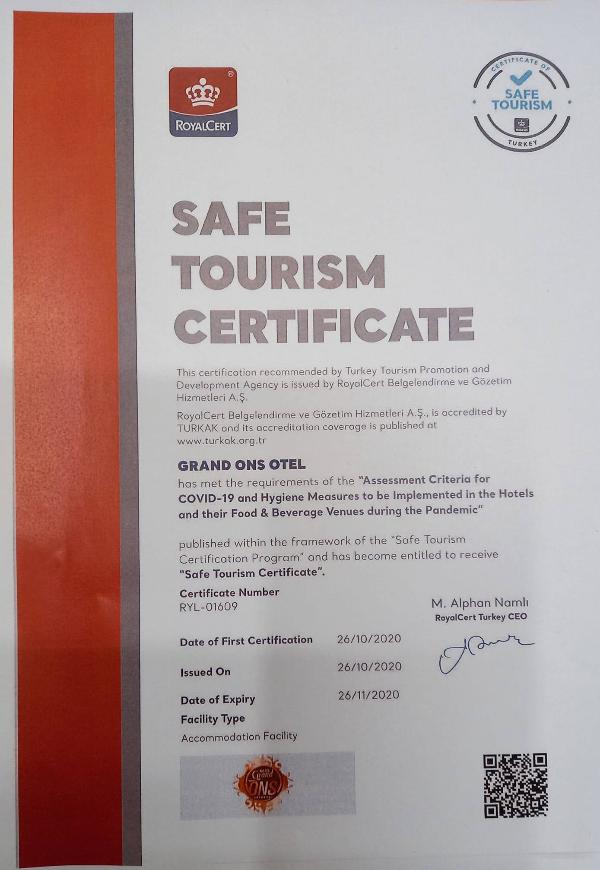 ROYALCERT
CERTIFICATE OF
SAFE
TOURISM
TURKEY
SAFE
TOURISM
CERTIFICATE
This certification recommended by Turkey Tourism Promotion and
Development Agency is issued by RoyalCert Belgelendirme ve Gözetim
Hizmetleri A.Ş.
RoyalCert Belgelendirme ve Gözetim Hizmetleri A.Ş., is accredited by
TURKAK and its accreditation coverage is published at
www.turkak.org.tr
GRAND ONS OTEL
has met the requirements of the "Assessment Criteria for
COVID-19 and Hygiene Measures to be Implemented in the Hotels
and their Food & Beverage Venues during the Pandemic"
published within the framework of the "Safe Tourism
Certification Program" and has become entitled to receive
"Safe Tourism Certificate".
Certificate Number
RYL-01609
M. Alphan Namlı
RoyalCert Turkey CEO
Date of First Certification 26/10/2020
Issued On 26/10/2020
Date of Expiry 26/11/2020
Facility Type
Accommodation Facility
Grand
ONS